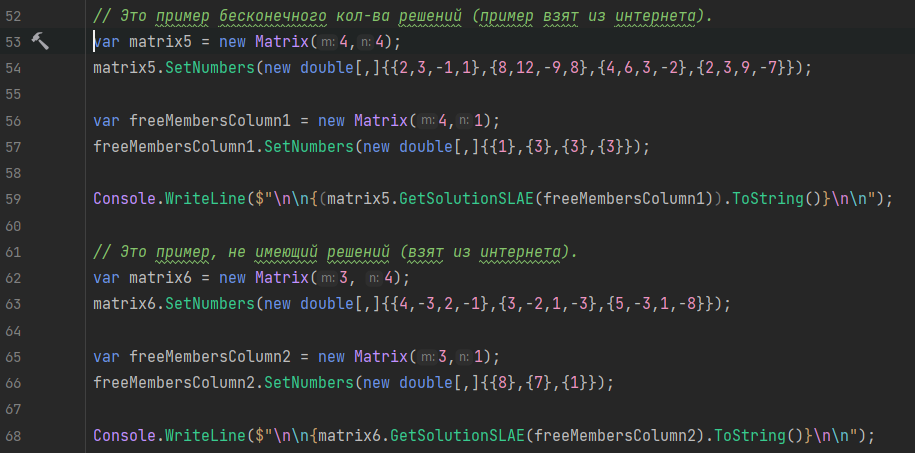 52 // Это пример бесконечного кол-ва решений (пример взят из интернета).
53 var matrix5 = new Matrix(m:4,n:4);
54 matrix5.SetNumbers(new double[,]{{2,3,-1,1},{8,12,-9,8},{4,6,3,-2},{2,3,9,-7}});
55
56 var freeMembersColumn1 = new Matrix(m:4,n:1);
57 freeMembersColumn1.SetNumbers(new double[,]{{1},{3},{3},{3}});
58
59 Console.WriteLine($"\n\n{(matrix5.GetSolutionSLAE(freeMembersColumn1)).ToString()}\n\n");
60
61 // Это пример, не имеющий решений (взят из интернета).
62 var matrix6 = new Matrix(m:3, n:4);
63 matrix6.SetNumbers(new double[,]{{4,-3,2,-1},{3,-2,1,-3},{5,-3,1,-8}});
64
65 var freeMembersColumn2 = new Matrix(m:3,n:1);
66 freeMembersColumn2.SetNumbers(new double[,]{{8},{7},{1}});
67
68 Console.WriteLine($"\n\n{matrix6.GetSolutionSLAE(freeMembersColumn2).ToString()}\n\n");